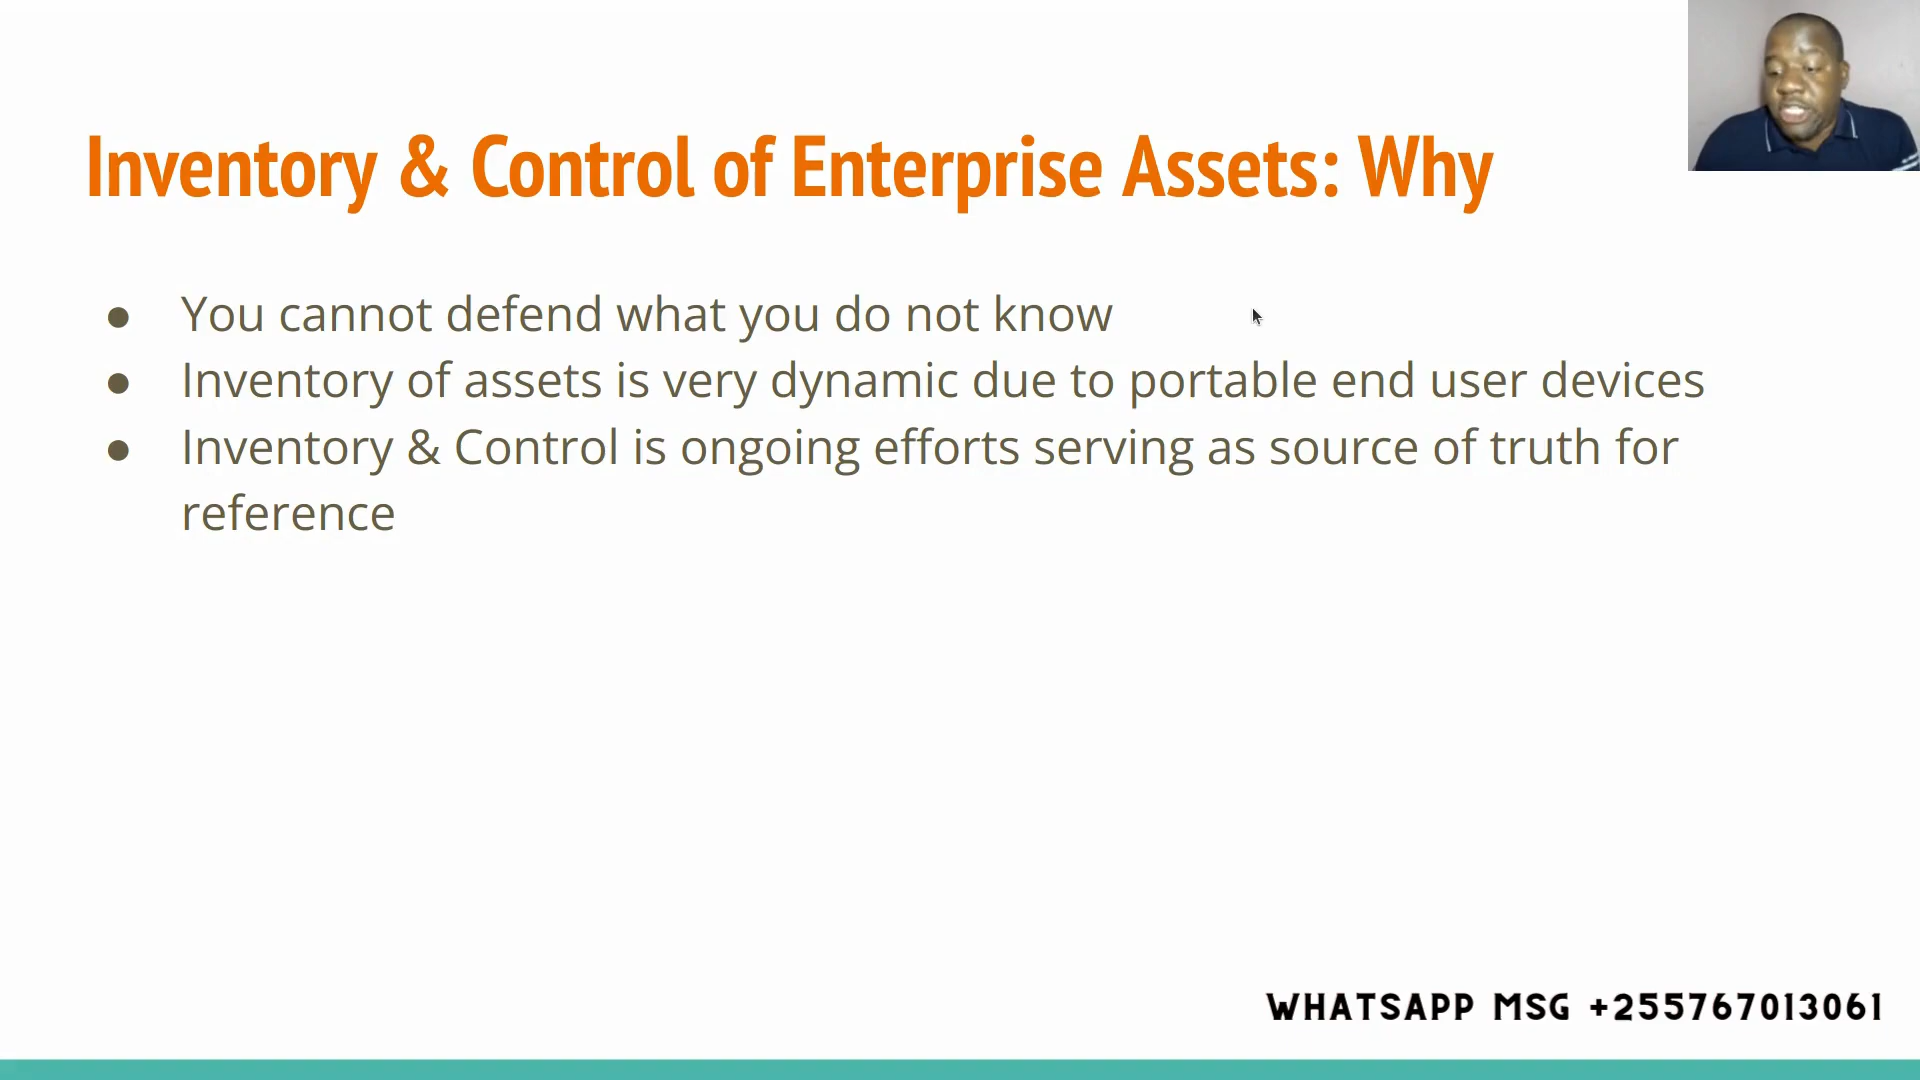 Inventory & Control of Enterprise Assets: Why
● You cannot defend what you do not know
● Inventory of assets is very dynamic due to portable end user devices
● Inventory & Control is ongoing efforts serving as source of truth for
reference
WHATSAPP MSG +255767013061